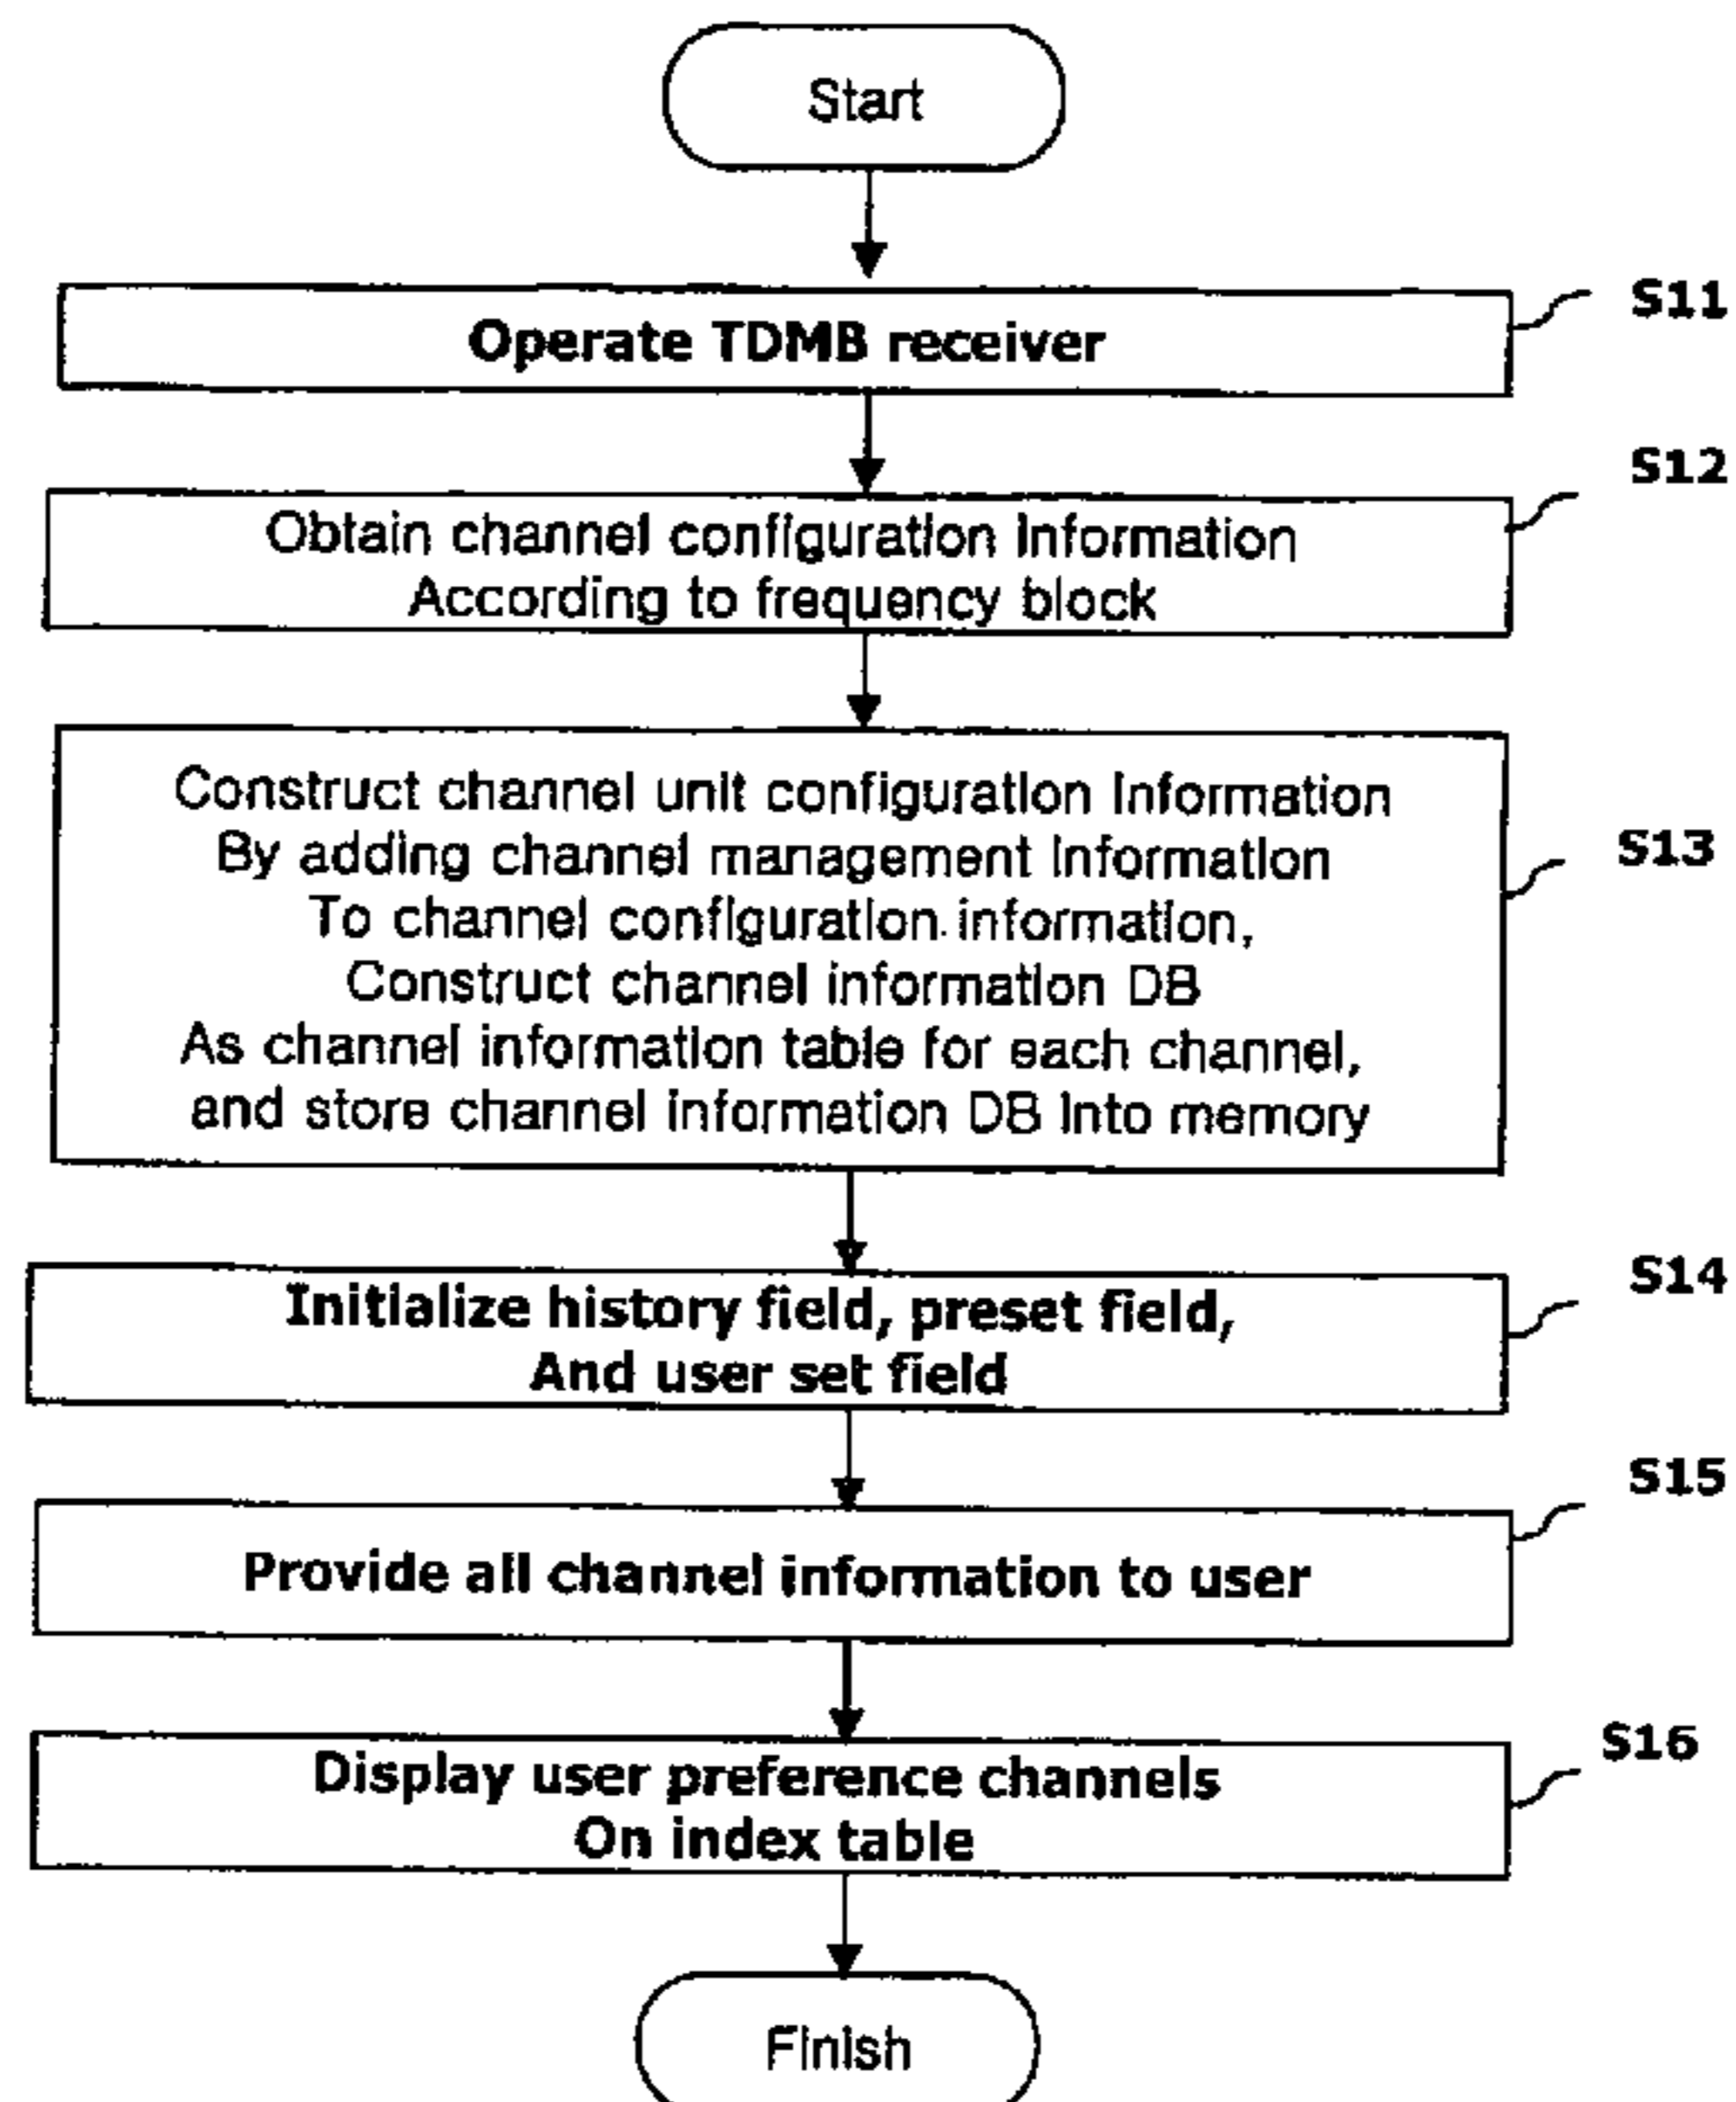 Start
S11
Operate TDMB receiver
S12
Obtain channel configuration Information
According to frequency block
Construct channel unit configuration Information
By adding channel management Information
S13
To channel configuration information,
Construct channel information DB
As channel information table for each channel,
and store channel information DB Into memory
S14
Initialize history field, preset field,
And user set field
S15
Provide all channel information to user
S16
Display user preference channels
On index table
Finish